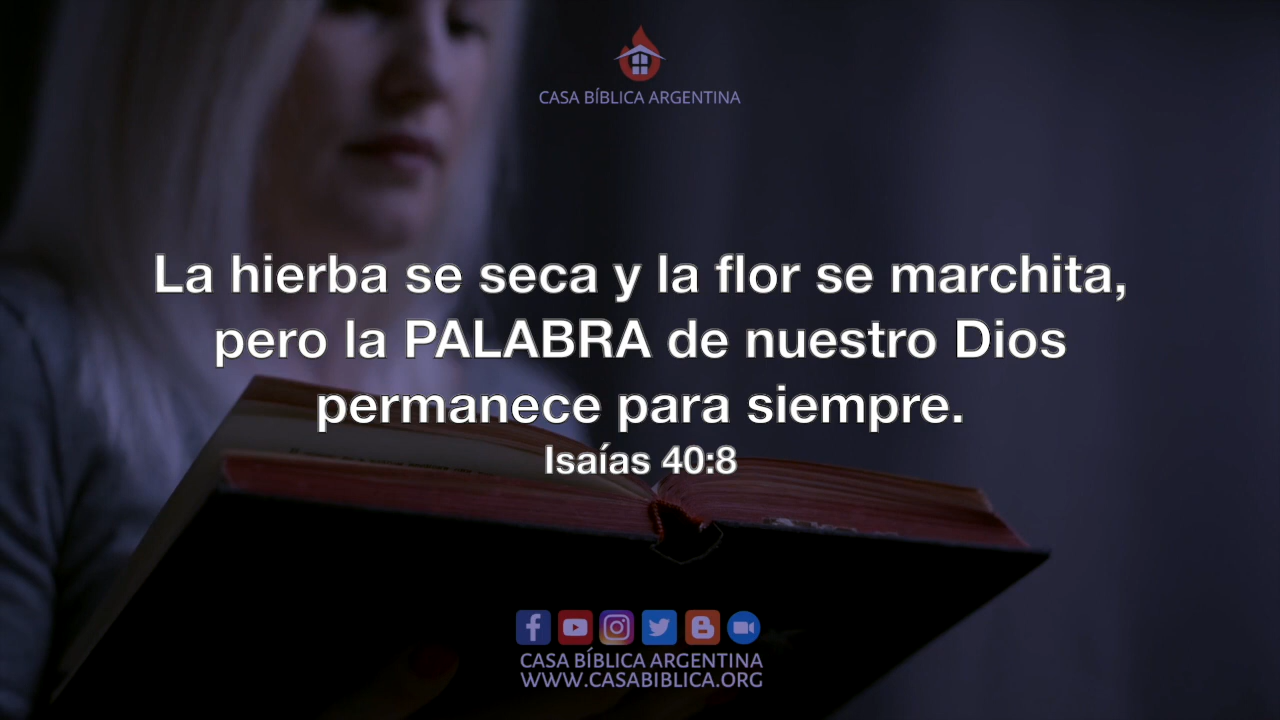 CASA BÍBLICA ARGENTINA
La hierba se seca y la flor se marchita,
pero la PALABRA de nuestro Dios
permanece para siempre.
Isaías 40:8
CASA BÍBLICA ARGENTINA
WWW.CASABIBLICA.ORG